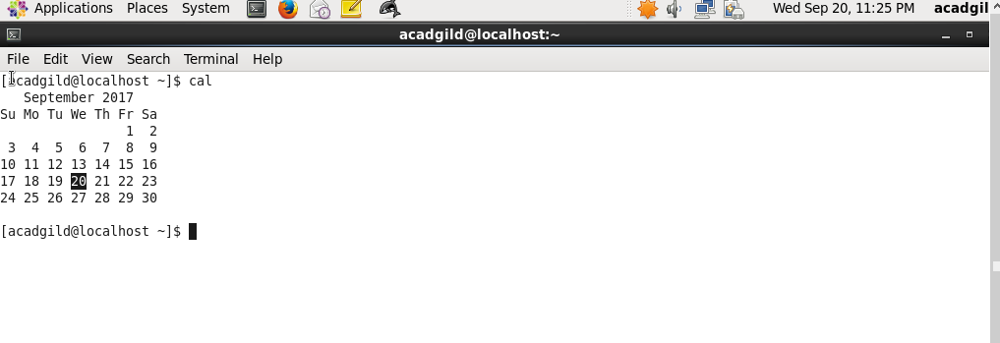 Applications Places System Wed Sep 20, 11:25 PM acadgil
acadgild@localhost:~
File Edit View Search Terminal Help
[acadgild@localhost ~]$ cal
   September 2017
Su Mo Tu We Th Fr Sa
                1  2
 3  4  5  6  7  8  9
10 11 12 13 14 15 16
17 18 19 20 21 22 23
24 25 26 27 28 29 30
[acadgild@localhost ~]$